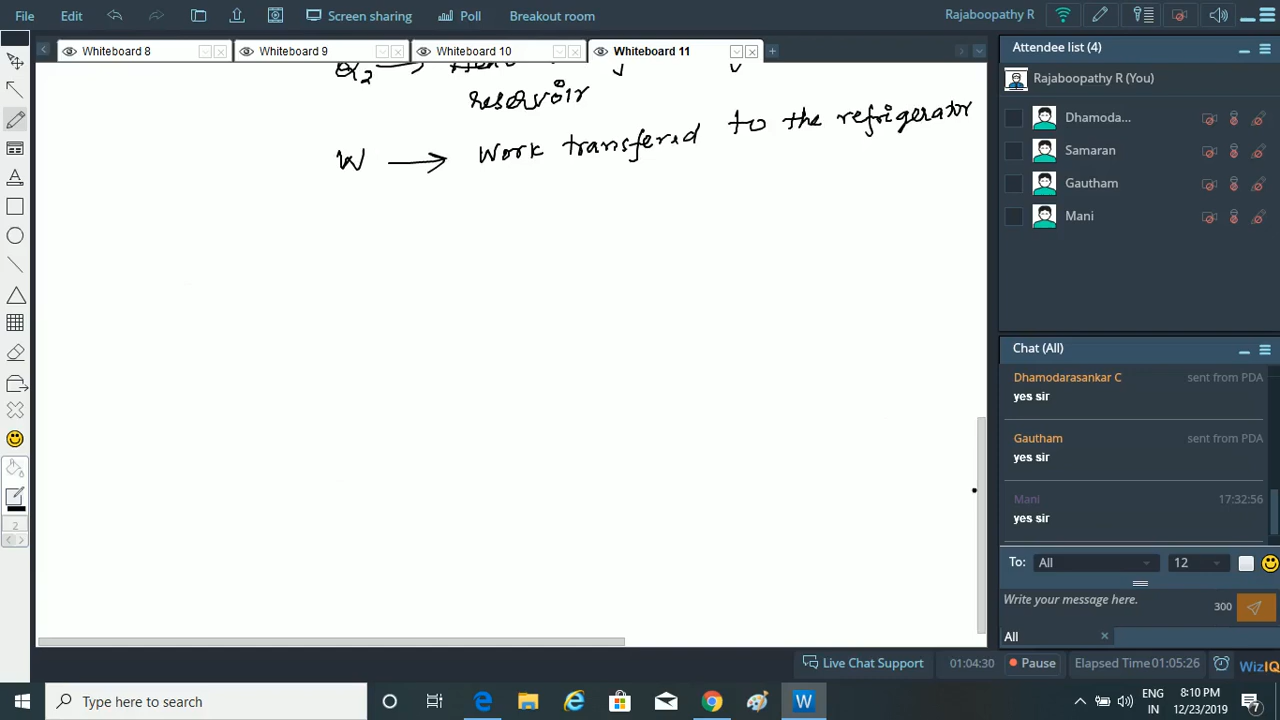 File Edit Screen sharing Poll Breakout room Rajaboopathy R
Whiteboard 8 Whiteboard 9 Whiteboard 10 Whiteboard 11
Q2 →
reservoir
W → Work transfered to the refrigerator
Attendee list (4)
Rajaboopathy R (You)
Dhamoda...
Samaran
Gautham
Mani
Chat (All)
Dhamodarasankar C sent from PDA
yes sir
Gautham sent from PDA
yes sir
Mani 17:32:56
yes sir
To: All 12
Write your message here. 300
All
Live Chat Support 01:04:30 Pause Elapsed Time 01:05:26 WizIQ
Type here to search
ENG 8:10 PM
IN 12/23/2019 7
2